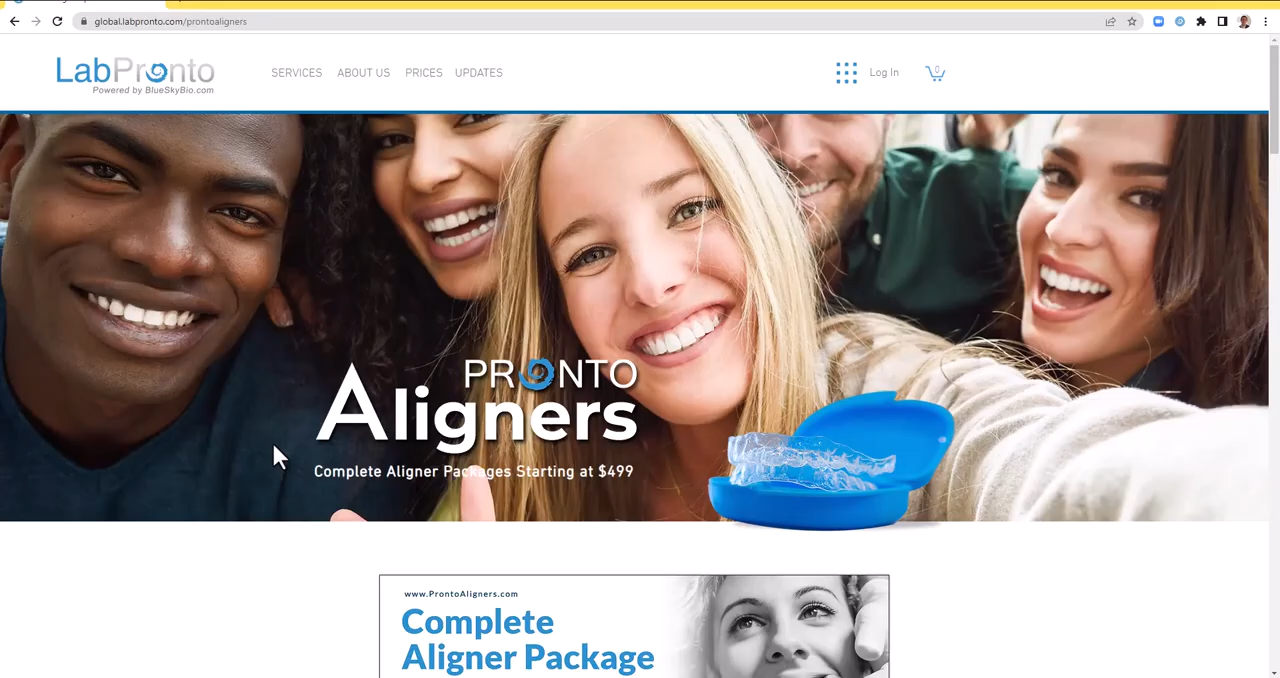 global.labpronto.com/prontoaligners
LabPronto
Powered by BlueSkyBio.com
SERVICES ABOUT US PRICES UPDATES
Log In
0
PRONTO
Aligners
Complete Aligner Packages Starting at $499
www.ProntoAligners.com
Complete
Aligner Package